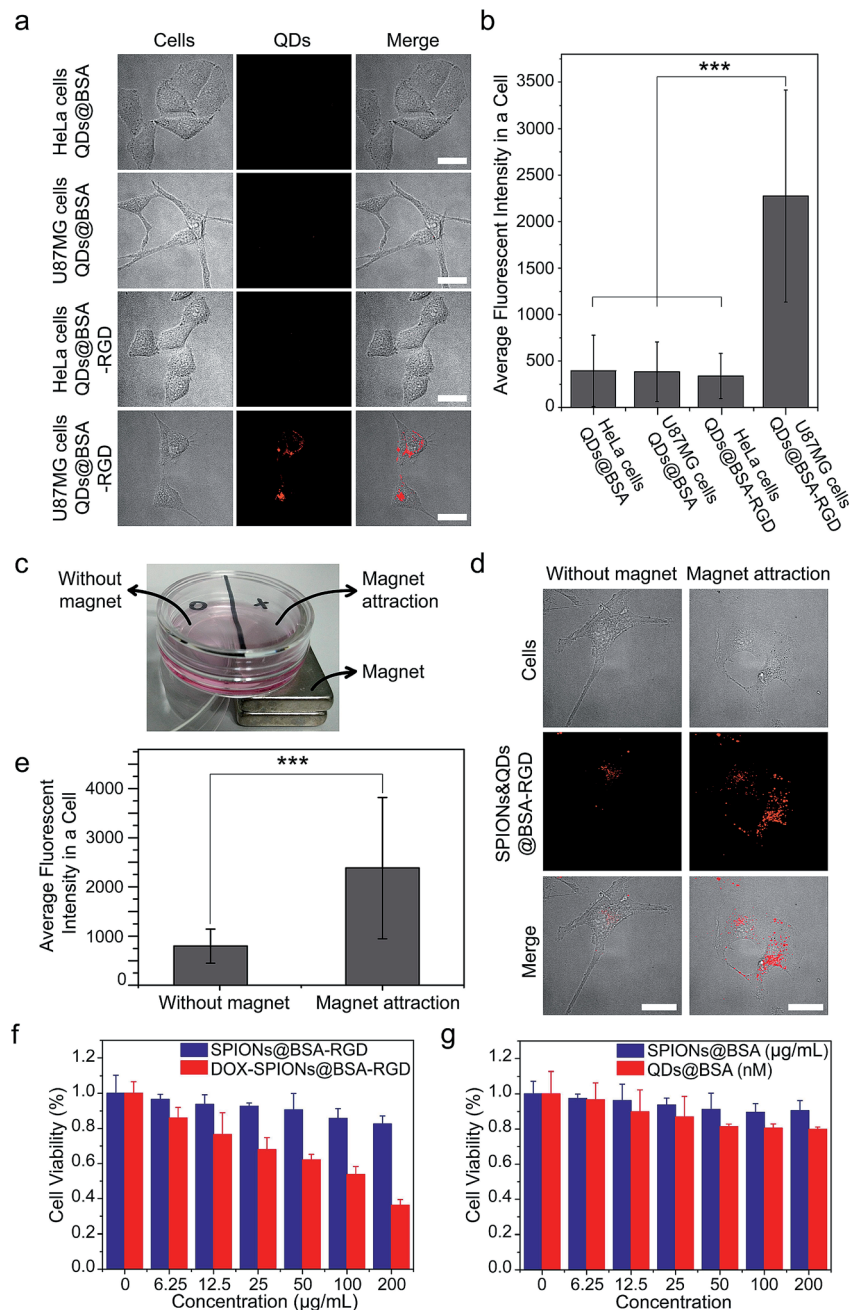 a
Cells QDs Merge
HeLa cells
QDs@BSA
U87MG cells
QDs@BSA
HeLa cells
QDs@BSA
-RGD
U87MG cells
QDs@BSA
-RGD
b
Average Fluorescent Intensity in a Cell
3500
3000
2500
2000
1500
1000
500
0
***
HeLa cells
QDs@BSA
U87MG cells
QDs@BSA
HeLa cells
QDs@BSA-RGD
U87MG cells
QDs@BSA-RGD
c
Without
magnet
O X
Magnet
attraction
Magnet
d
Without magnet Magnet attraction
Cells
SPIONs&QDs
@BSA-RGD
Merge
e
Average Fluorescent
Intensity in a Cell
4000
3000
2000
1000
0
***
Without magnet Magnet attraction
f
Cell Viability (%)
1.2
1.0
0.8
0.6
0.4
0.2
0.0
SPIONs@BSA-RGD
DOX-SPIONs@BSA-RGD
0 6.25 12.5 25 50 100 200
Concentration (µg/mL)
g
Cell Viability (%)
1.2
1.0
0.8
0.6
0.4
0.2
0.0
SPIONs@BSA (µg/mL)
QDs@BSA (nM)
0 6.25 12.5 25 50 100 200
Concentration